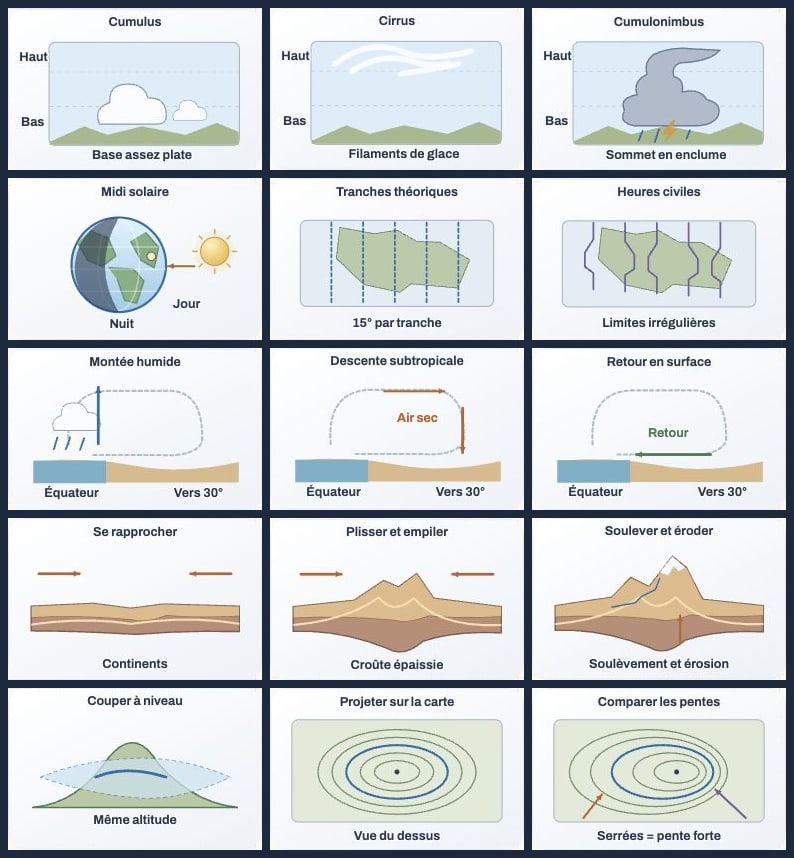 Cumulus
Haut
Bas
Base assez plate
Cirrus
Haut
Bas
Filaments de glace
Cumulonimbus
Haut
Bas
Sommet en enclume
Midi solaire
Jour
Nuit
Tranches théoriques
15° par tranche
Heures civiles
Limites irrégulières
Montée humide
Équateur
Vers 30°
Descente subtropicale
Air sec
Équateur
Vers 30°
Retour en surface
Retour
Équateur
Vers 30°
Se rapprocher
Continents
Plisser et empiler
Croûte épaissie
Soulever et éroder
Soulèvement et érosion
Couper à niveau
Même altitude
Projeter sur la carte
Vue du dessus
Comparer les pentes
Serrées = pente forte